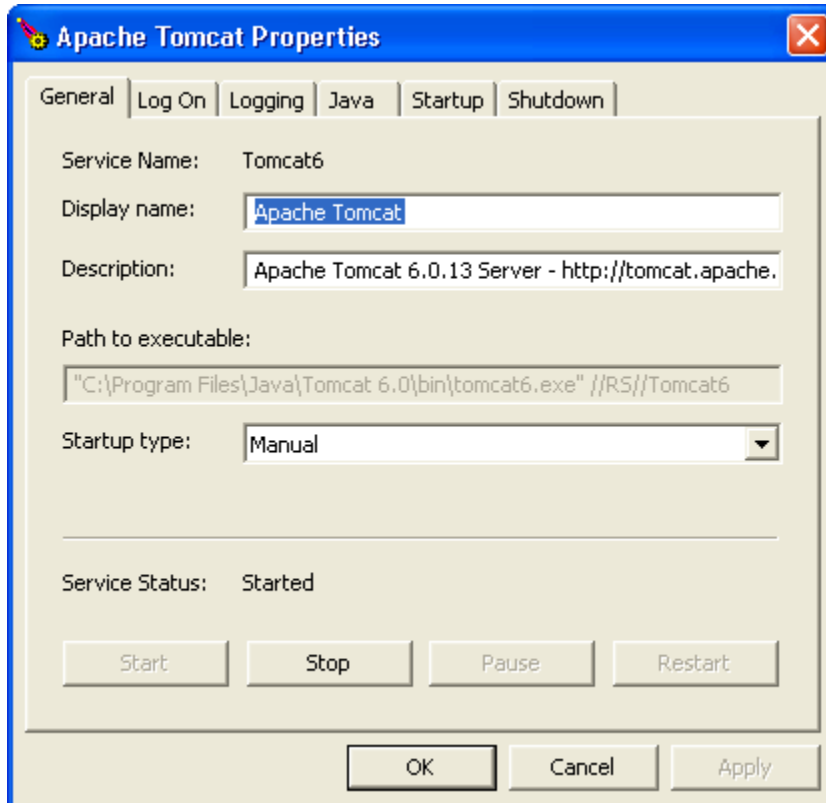 Apache Tomcat Properties
General Log On Logging Java Startup Shutdown
Service Name: Tomcat6
Display name: Apache Tomcat
Description: Apache Tomcat 6.0.13 Server - http://tomcat.apache.
Path to executable:
"C:\Program Files\Java\Tomcat 6.0\bin\tomcat6.exe" //RS//Tomcat6
Startup type: Manual
Service Status: Started
Start Stop Pause Restart
OK Cancel Apply